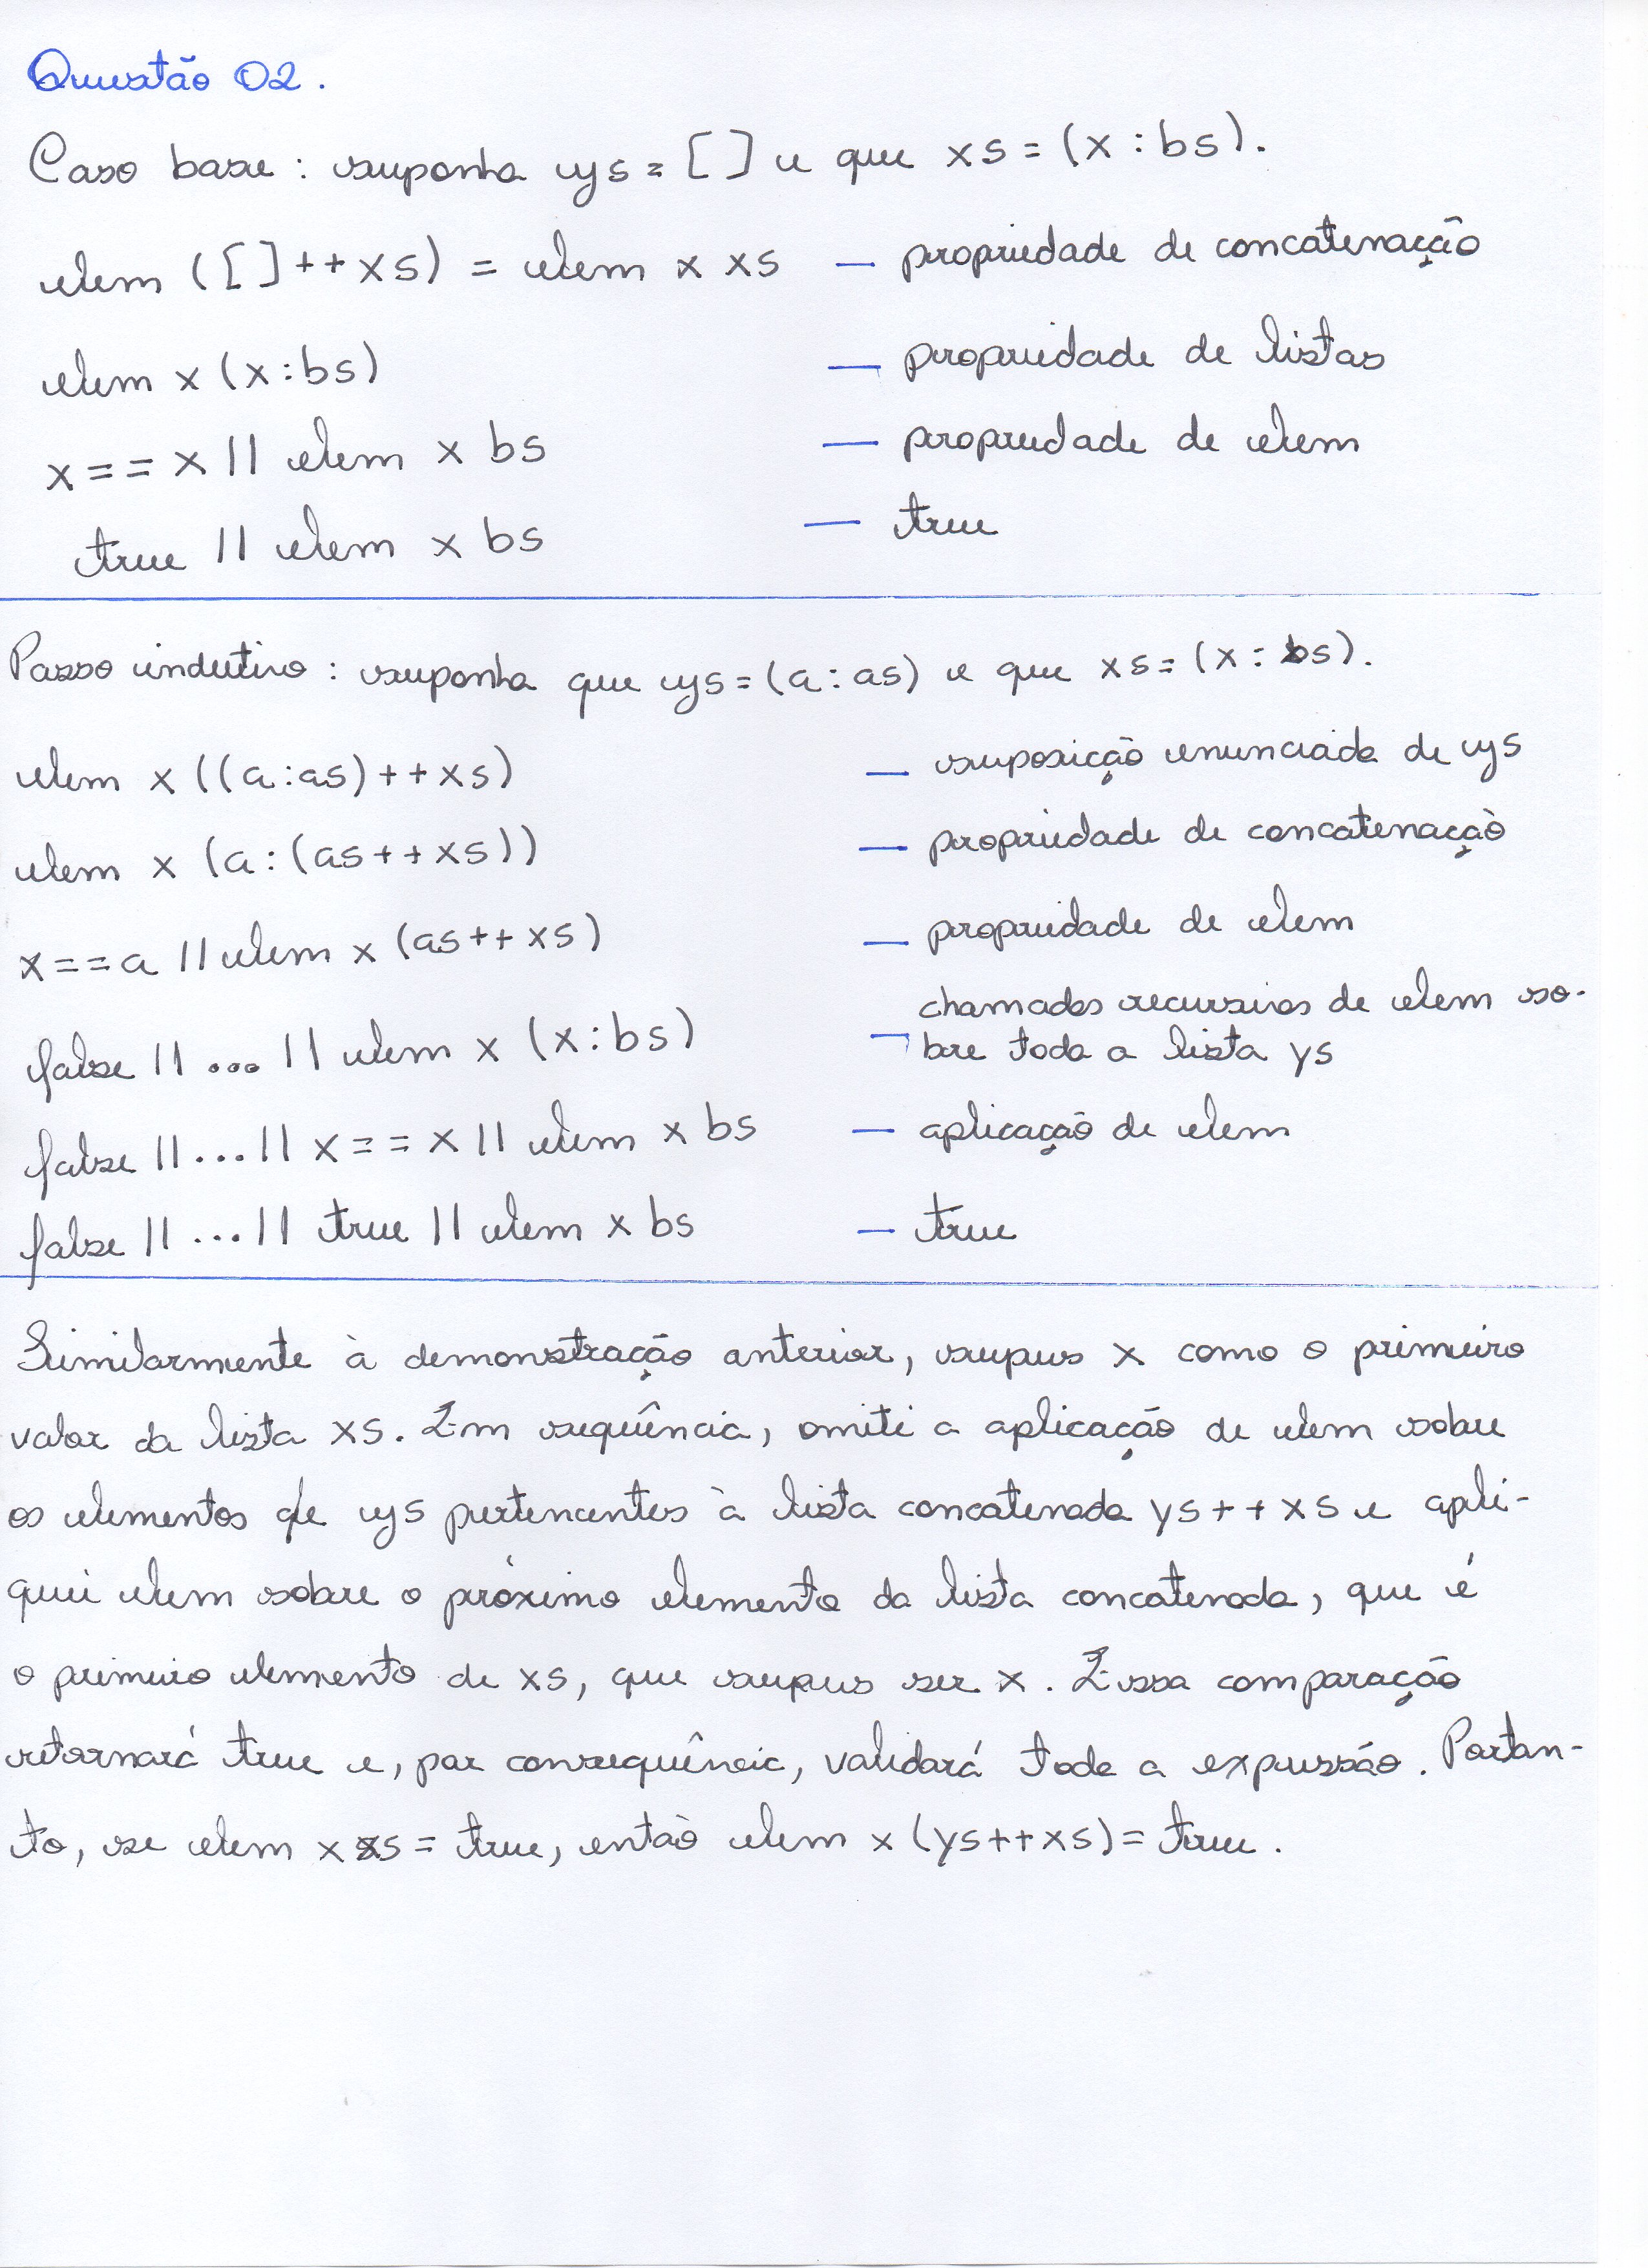 Questão 02.
Caso base: suponha ys = [ ] e que xs = (x : bs).
elem ([ ] ++ xs) = elem x xs — propriedade de concatenação
elem x (x : bs) — propriedade de listas
x == x || elem x bs — propriedade de elem
true || elem x bs — true
Passo indutivo : suponha que ys = (a : as) e que xs = (x : bs).
elem x ((a : as) ++ xs) — suposicção enunciada de ys
elem x (a : (as ++ xs)) — propriedade de concatenação
x == a || elem x (as ++ xs) — propriedade de elem
false || ... || elem x (x : bs) — chamadas recursivas de elem so-
bre toda a lista ys
false || ... || x == x || elem x bs — aplicação de elem
false || ... || true || elem x bs — true
Similarmente à demonstração anterior, supus x como o primeiro
valor da lista xs. Em sequência, omiti a aplicação de elem sobre
os elementos de ys pertencentes à lista concatenada ys ++ xs e apli-
quei elem sobre o próximo elemento da lista concatenada, que é
o primeiro elemento de xs, que supus ser x. Essa comparação
retornará true e, por consequência, validará toda a expressão. Portan-
to, se elem x xs = true, então elem x (ys ++ xs) = true.